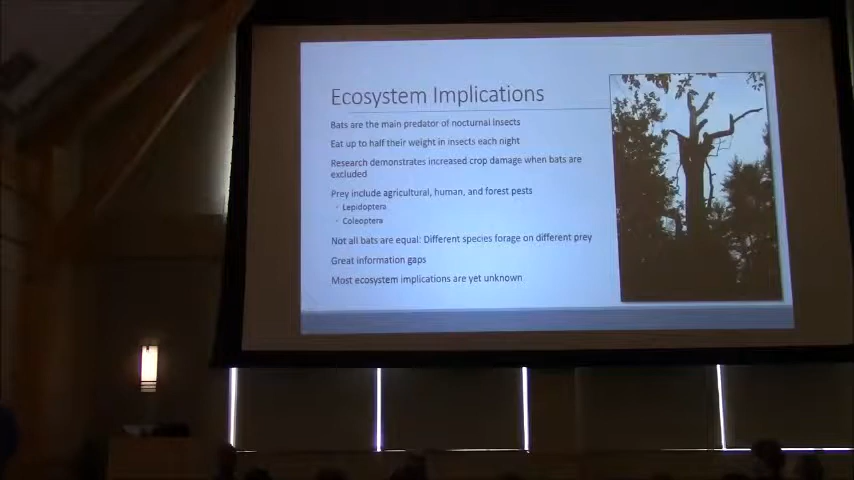 Ecosystem Implications
Bats are the main predator of nocturnal insects
Eat up to half their weight in insects each night
Research demonstrates increased crop damage when bats are
excluded
Prey include agricultural, human, and forest pests
Lepidoptera
Coleoptera
Not all bats are equal: Different species forage on different prey
Great information gaps
Most ecosystem implications are yet unknown